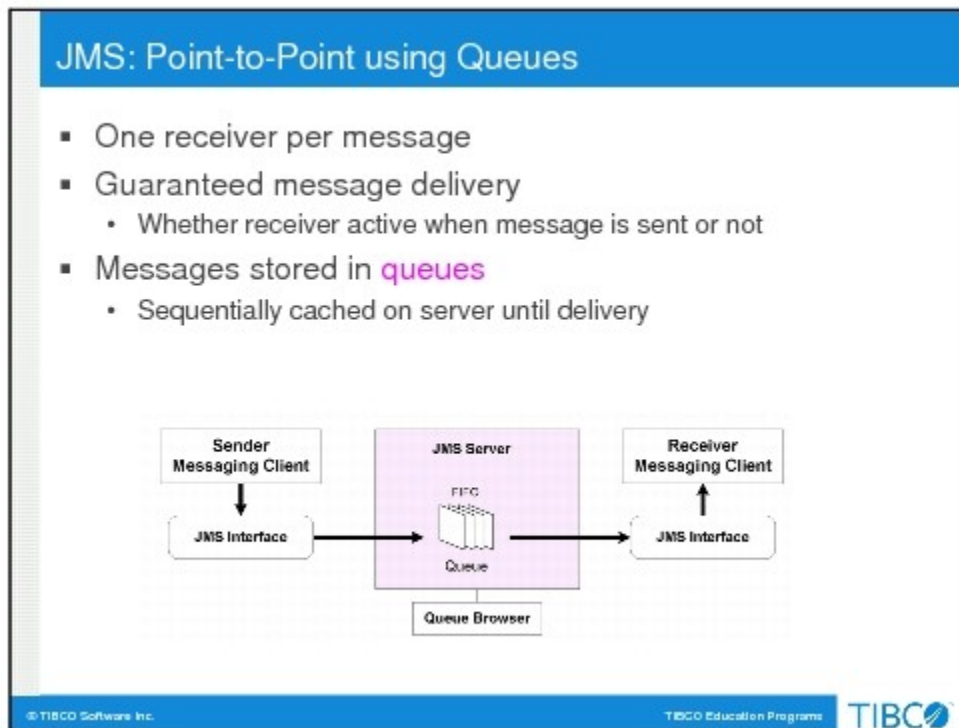 JMS: Point-to-Point using Queues
▪ One receiver per message
▪ Guaranteed message delivery
• Whether receiver active when message is sent or not
▪ Messages stored in queues
• Sequentially cached on server until delivery
Sender
Messaging Client
JMS Interface
JMS Server
FIFO
Queue
Queue Browser
Receiver
Messaging Client
JMS Interface
© TIBCO Software Inc.
TIBCO Education Programs
TIBCO